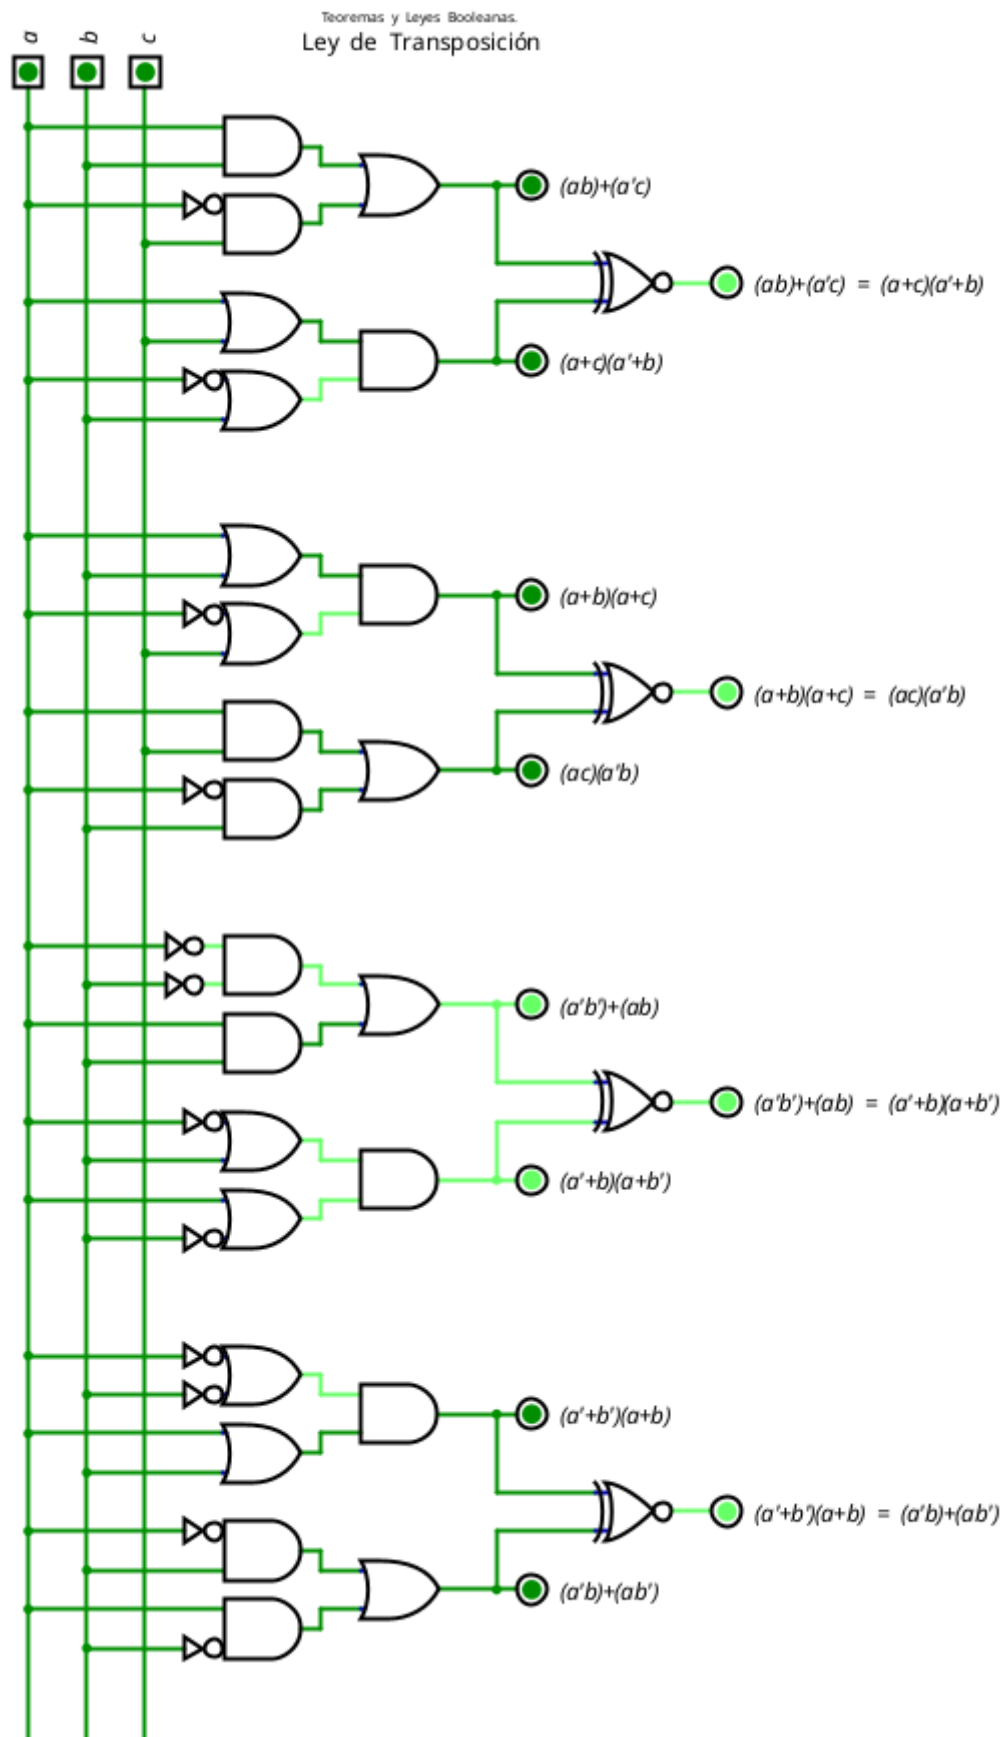 Teoremas y Leyes Booleanas.
Ley de Transposición
a
b
c
(ab)+(a'c)
(ab)+(a'c) = (a+c)(a'+b)
(a+c)(a'+b)
(a+b)(a+c)
(a+b)(a+c) = (ac)(a'b)
(ac)(a'b)
(a'b')+(ab)
(a'b')+(ab) = (a'+b)(a+b')
(a'+b)(a+b')
(a'+b')(a+b)
(a'+b')(a+b) = (a'b)+(ab')
(a'b)+(ab')